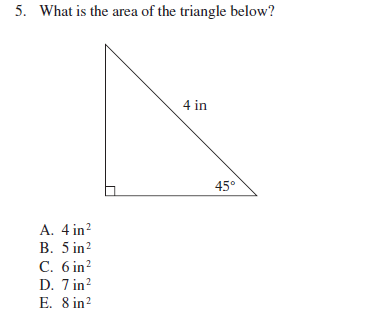 5. What is the area of the triangle below?
4 in
45°
A. 4 in²
B. 5 in²
C. 6 in²
D. 7 in²
E. 8 in²